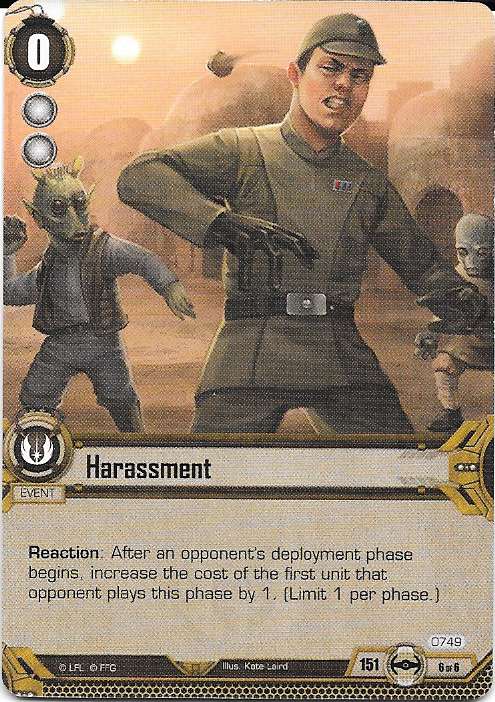 0
Harassment
EVENT
Reaction: After an opponent's deployment phase
begins, increase the cost of the first unit that
opponent plays this phase by 1. (Limit 1 per phase.)
0749
© LFL © FFG
Illus. Kate Laird
151
6 OF 6